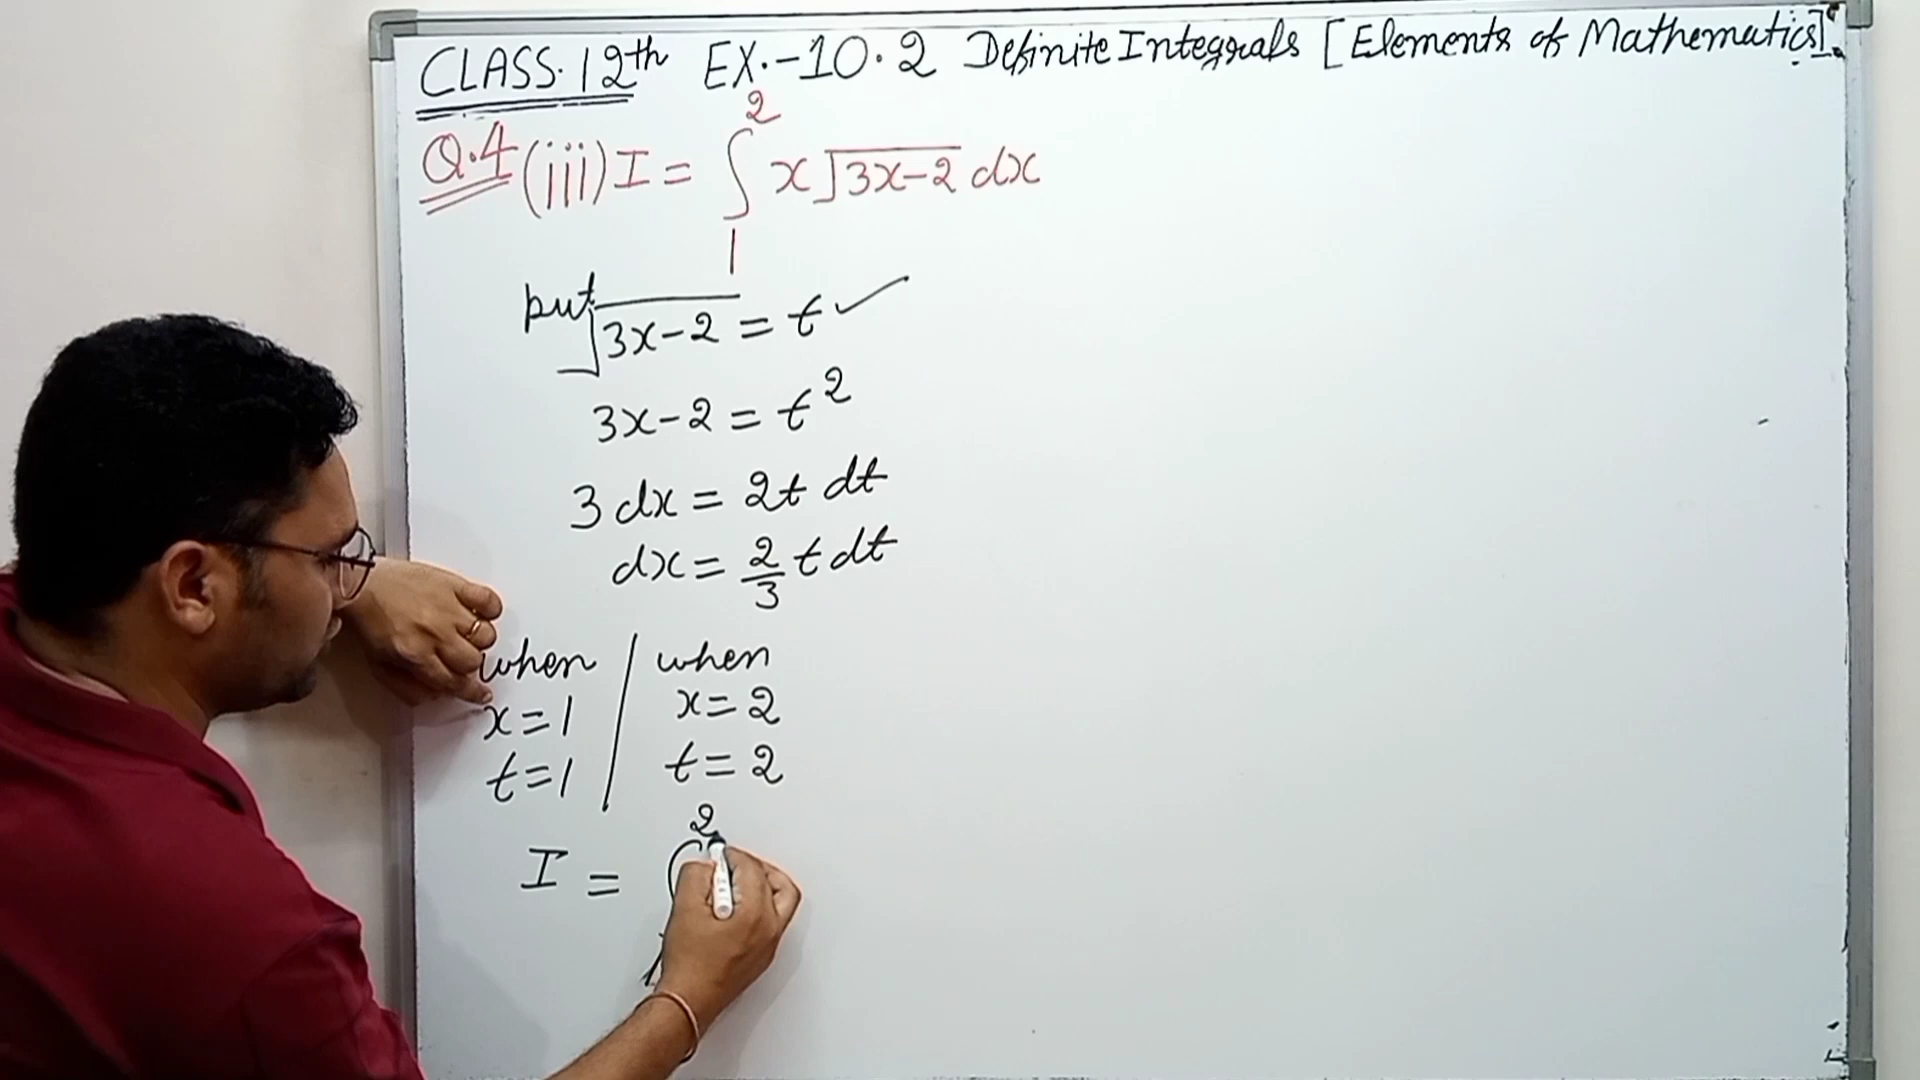 CLASS. 12th EX.-10.2 Definite Integrals [Elements of Mathematics].
Q.4 (iii) I = ∫₁² x√3x-2 dx
put √3x-2 = t ✓
3x-2 = t²
3 dx = 2t dt
dx = 2/3 t dt
when / when
x=1 x=2
t=1 t=2
I = ∫ 2